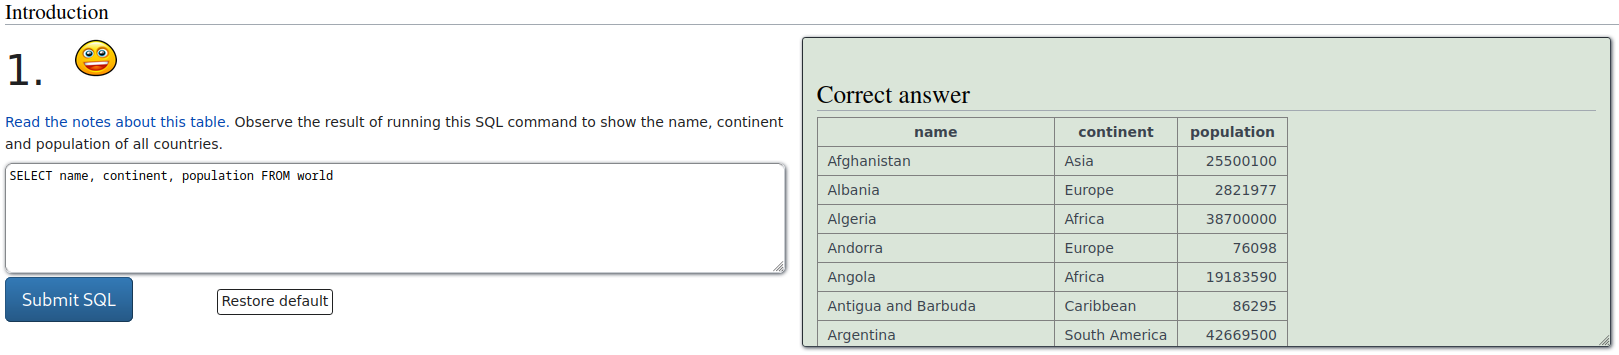 Introduction
1.
Read the notes about this table. Observe the result of running this SQL command to show the name, continent
and population of all countries.
SELECT name, continent, population FROM world
Submit SQL
Restore default
Correct answer
name continent population
Afghanistan Asia 25500100
Albania Europe 2821977
Algeria Africa 38700000
Andorra Europe 76098
Angola Africa 19183590
Antigua and Barbuda Caribbean 86295
Argentina South America 42669500